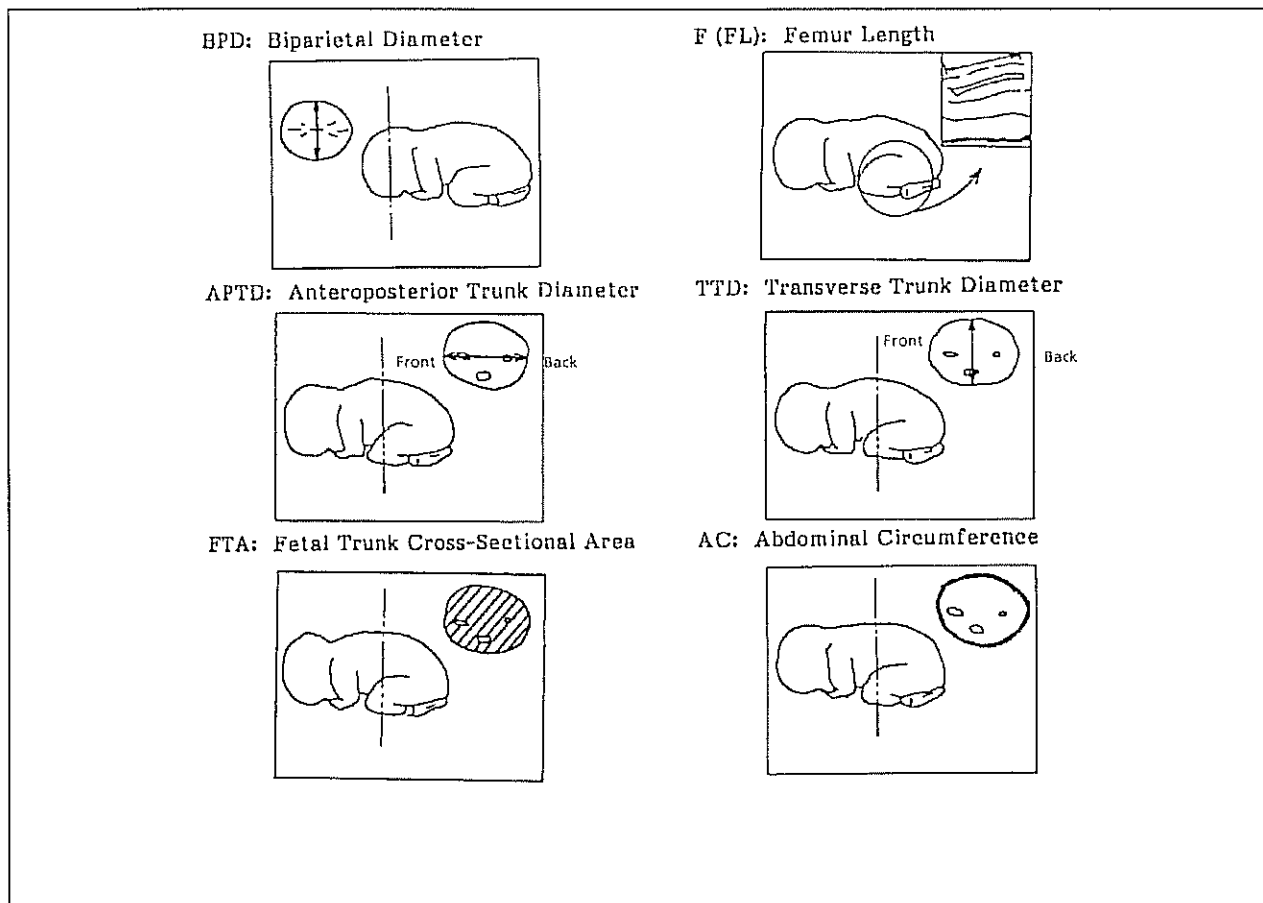 BPD: Biparietal Diameter
F (FL): Femur Length
APTD: Anteroposterior Trunk Diameter
Front
Back
TTD: Transverse Trunk Diameter
Front
Back
FTA: Fetal Trunk Cross-Sectional Area
AC: Abdominal Circumference